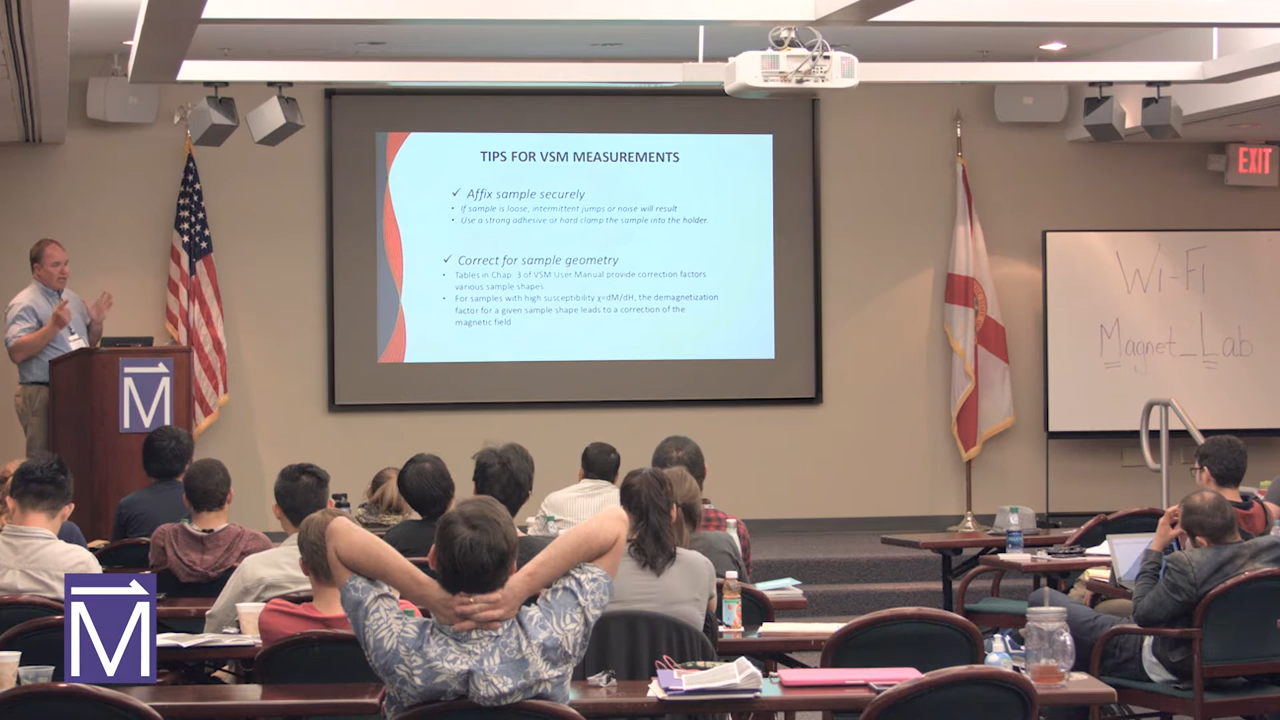 TIPS FOR VSM MEASUREMENTS
✓ Affix sample securely
• If sample is loose, intermittent jumps or noise will result
• Use a strong adhesive or hard clamp the sample into the holder.
✓ Correct for sample geometry
• Tables in Chap. 3 of VSM User Manual provide correction factors
various sample shapes.
• For samples with high susceptibility χ=dM/dH, the demagnetization
factor for a given sample shape leads to a correction of the
magnetic field
EXIT
Wi-Fi
Magnet_Lab
M
M